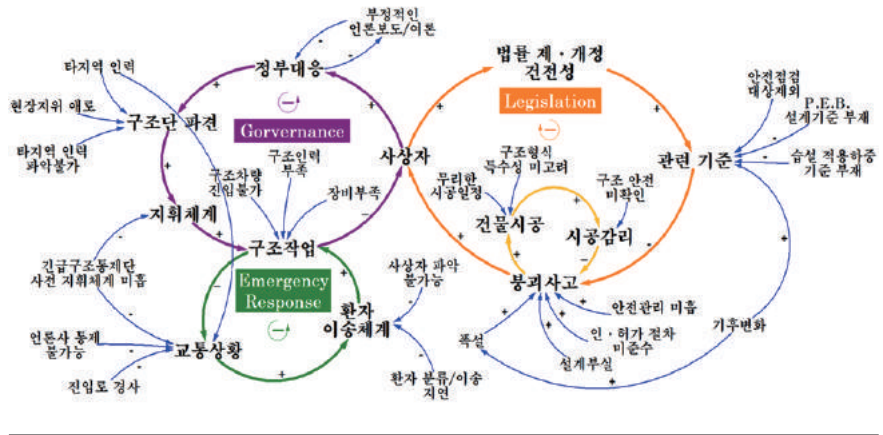 부정적인
언론보도/이론
정부대응
타지역 인력
현장지위 애로
구조단 파견
타지역 인력
파악불가
Gorvernance
구조차량
진입불가
구조인력
부족
장비부족
사상자
지휘체계
구조작업
긴급구조통제단
사전 지휘체계 미흡
Emergency
Response
환자
이송체계
사상자 파악
불가능
언론사 통제
불가능
교통상황
진입로 경사
환자 분류/이송
지연
법률 제・개정
건전성
Legislation
안전점검
대상제외
P.E.B.
설계기준 부재
관련 기준
습설 적용하중
기준 부재
구조형식
특수성 미고려
무리한
시공일정
구조 안전
미확인
건물시공
시공감리
붕괴사고
안전관리 미흡
인・허가 절차
미준수
설계부실
폭설
기후변화